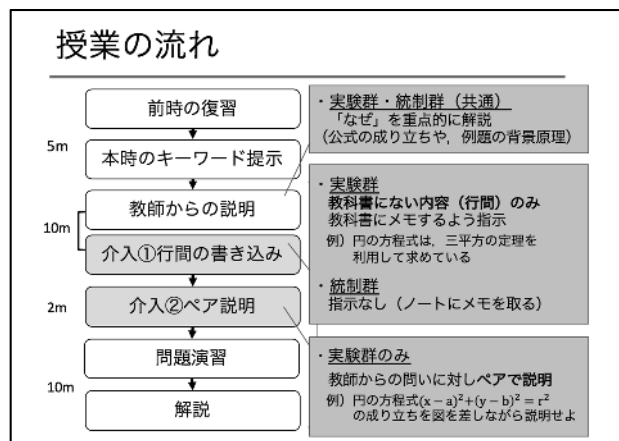 授業の流れ
前時の復習
5m
本時のキーワード提示
教師からの説明
10m
介入①行間の書き込み
2m
介入②ペア説明
問題演習
10m
解説
・実験群・統制群（共通）
「なぜ」を重点的に解説
（公式の成り立ちや，例題の背景原理）
・実験群
教科書にない内容（行間）のみ
教科書にメモするよう指示
例）円の方程式は，三平方の定理を
利用して求めている
・統制群
指示なし（ノートにメモを取る）
・実験群のみ
教師からの問いに対しペアで説明
例）円の方程式(x－a)²+(y－b)² = r²
の成り立ちを図を差しながら説明せよ